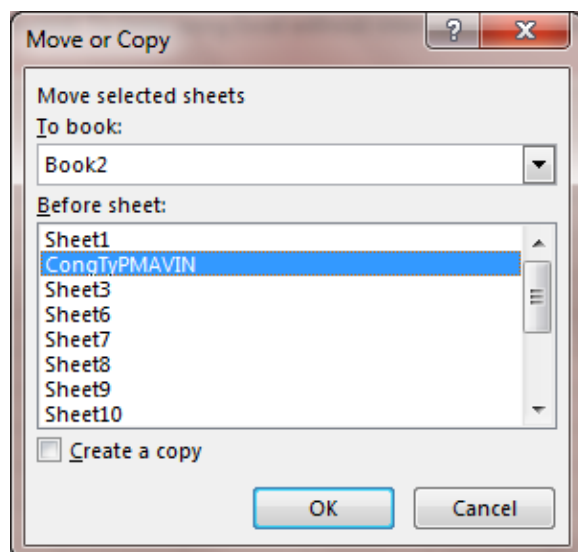 Move or Copy
?
Move selected sheets
To book:
Book2
Before sheet:
Sheet1
CongTyPMAVIN
Sheet3
Sheet6
Sheet7
Sheet8
Sheet9
Sheet10
Create a copy
OK Cancel